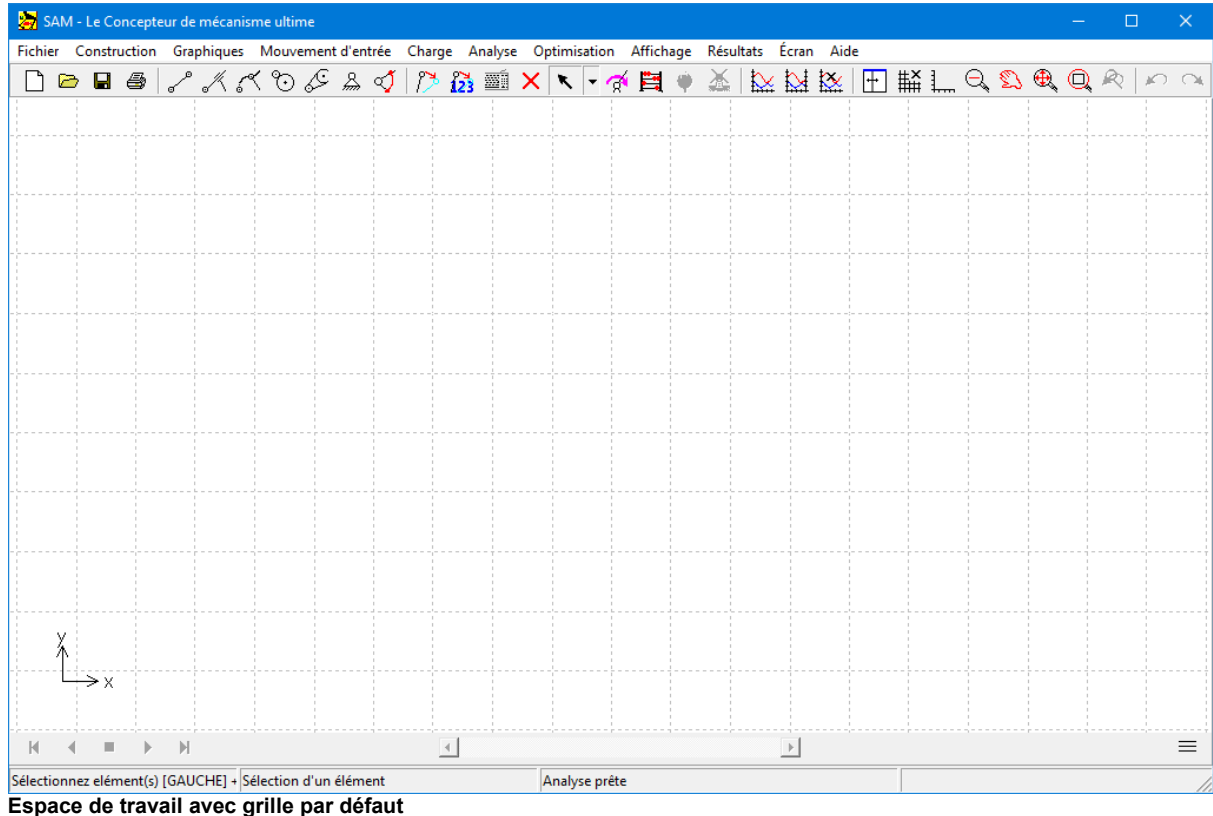 SAM - Le Concepteur de mécanisme ultime
Fichier Construction Graphiques Mouvement d'entrée Charge Analyse Optimisation Affichage Résultats Écran Aide
123
y
x
Sélectionnez elément(s) [GAUCHE] + Sélection d'un élément Analyse prête
Espace de travail avec grille par défaut